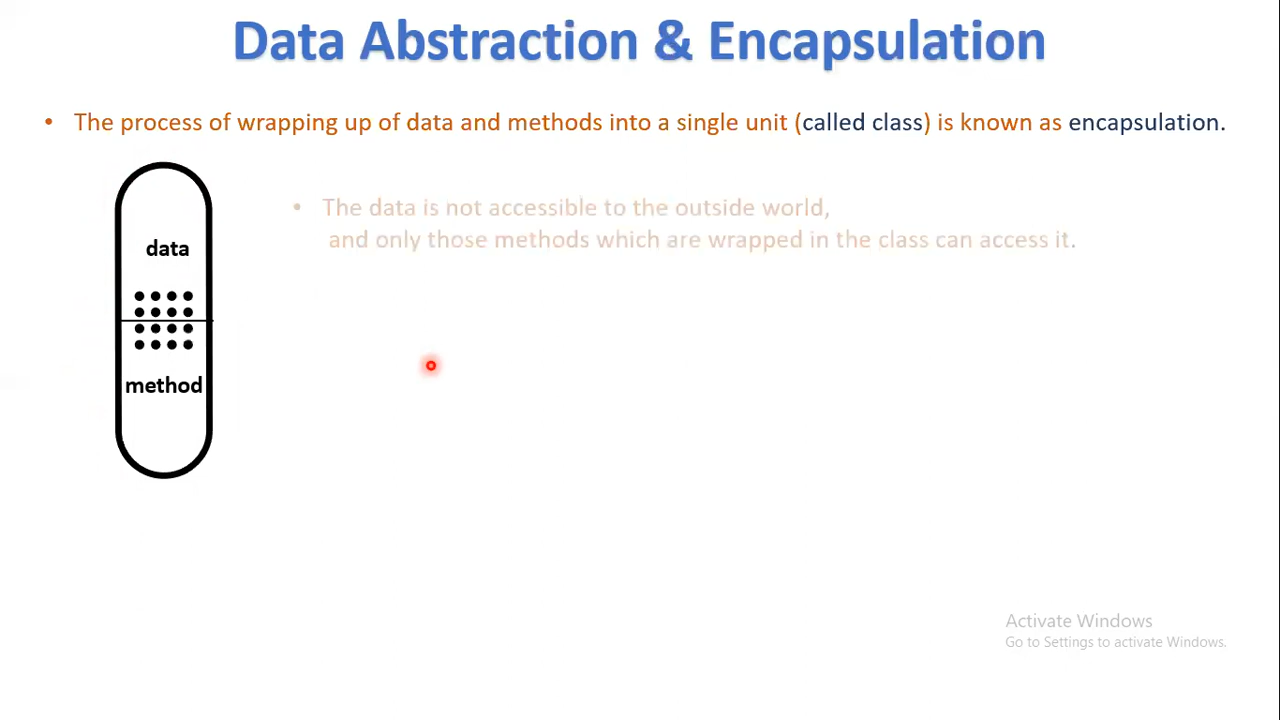 Data Abstraction & Encapsulation
• The process of wrapping up of data and methods into a single unit (called class) is known as encapsulation.
data
method
• The data is not accessible to the outside world,
and only those methods which are wrapped in the class can access it.
Activate Windows
Go to Settings to activate Windows.